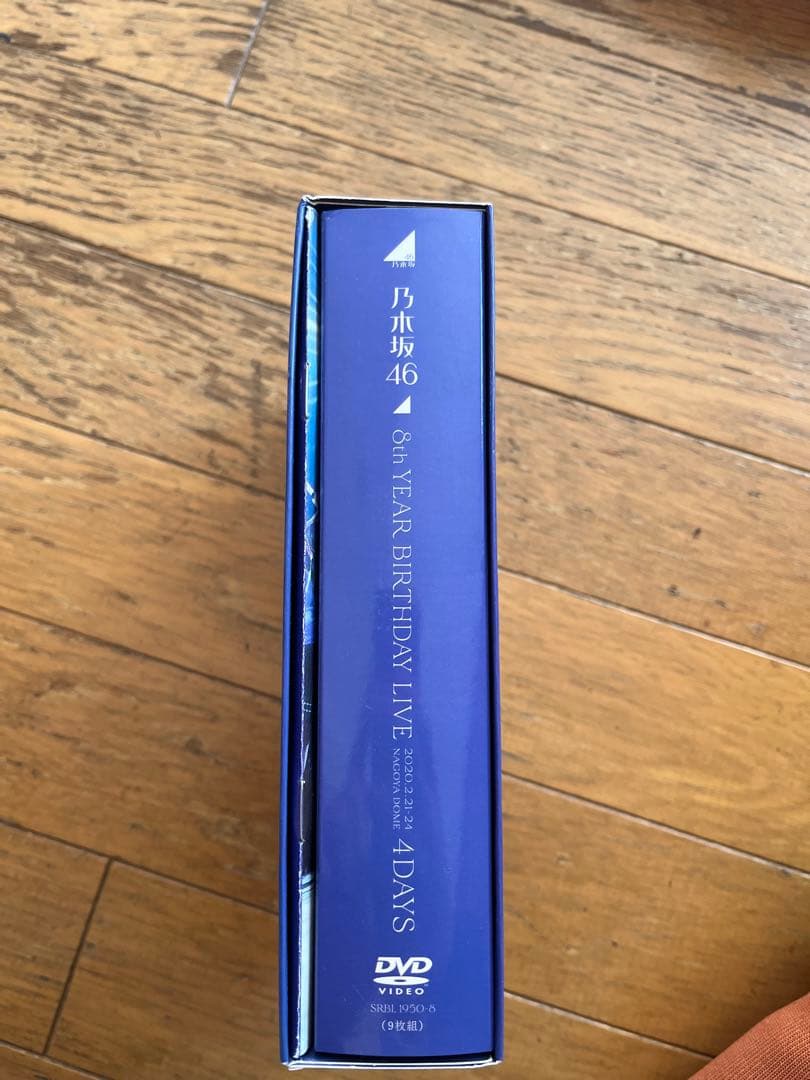 46
乃木坂
乃木坂46
8th YEAR BIRTHDAY LIVE
2020.2.21-24
NAGOYA DOME
4DAYS
DVD
VIDEO
SRBL 1950-8
(9枚組)